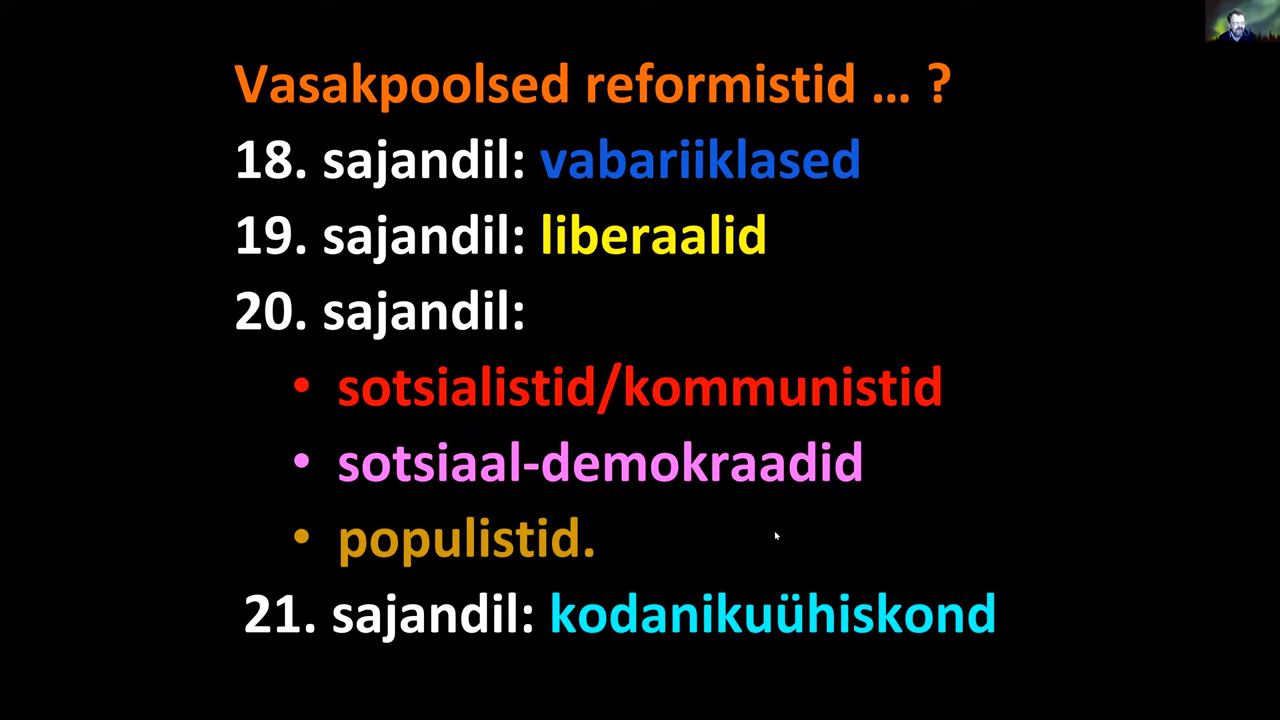 Vasakpoolsed reformistid ... ?
18. sajandil: vabariiklased
19. sajandil: liberaalid
20. sajandil:
• sotsialistid/kommunistid
• sotsiaal-demokraadid
• populistid.
21. sajandil: kodanikuühiskond